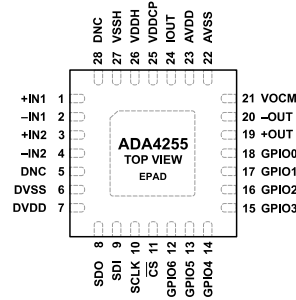 28 DNC
27 VSSH
26 VDDH
25 VDDCP
24 IOUT
23 AVDD
22 AVSS
+IN1 1
–IN1 2
+IN2 3
–IN2 4
DNC 5
DVSS 6
DVDD 7
ADA4255
TOP VIEW
EPAD
21 VOCM
20 –OUT
19 +OUT
18 GPIO0
17 GPIO1
16 GPIO2
15 GPIO3
SDO 8
SDI 9
SCLK 10
CS 11
GPIO6 12
GPIO5 13
GPIO4 14